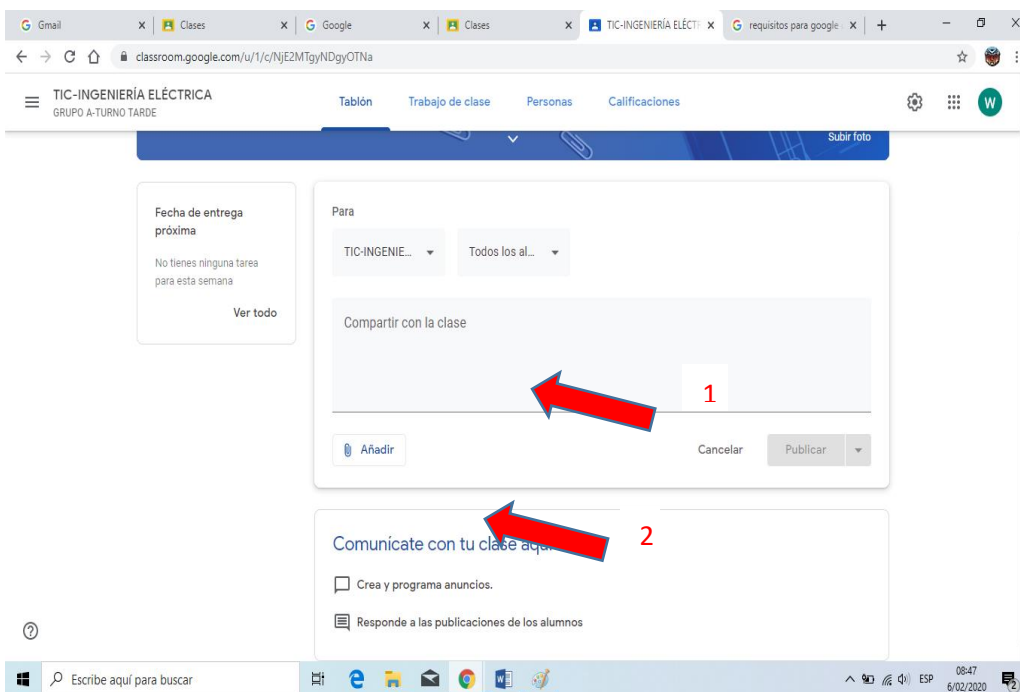 Gmail
Clases
Google
Clases
TIC-INGENIERÍA ELÉCT
requisitos para google
classroom.google.com/u/1/c/NjE2MTgyNDgyOTNa
TIC-INGENIERÍA ELÉCTRICA
GRUPO A-TURNO TARDE
Tablón
Trabajo de clase
Personas
Calificaciones
W
Subir foto
Fecha de entrega
próxima
No tienes ninguna tarea
para esta semana
Ver todo
Para
TIC-INGENIE...
Todos los al...
Compartir con la clase
1
Añadir
Cancelar
Publicar
2
Comunícate con tu clase aquí
Crea y programa anuncios.
Responde a las publicaciones de los alumnos
Escribe aquí para buscar
ESP
08:47
6/02/2020
2